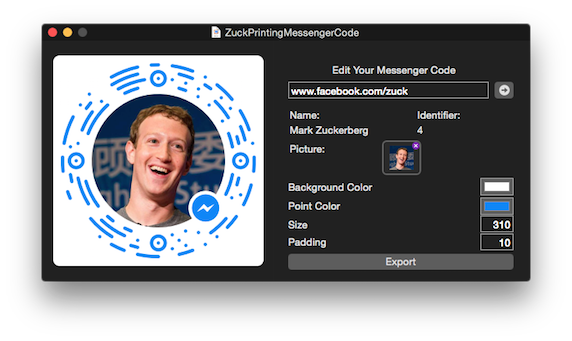 ZuckPrintingMessengerCode
Edit Your Messenger Code
www.facebook.com/zuck
Name: Identifier:
Mark Zuckerberg 4
Picture:
Background Color
Point Color
Size 310
Padding 10
Export